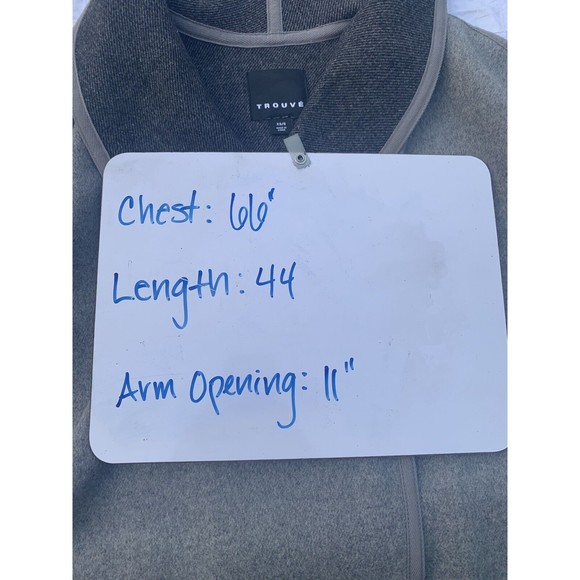 TROUVÉ
Chest: 66"
Length: 44
Arm Opening: 11"